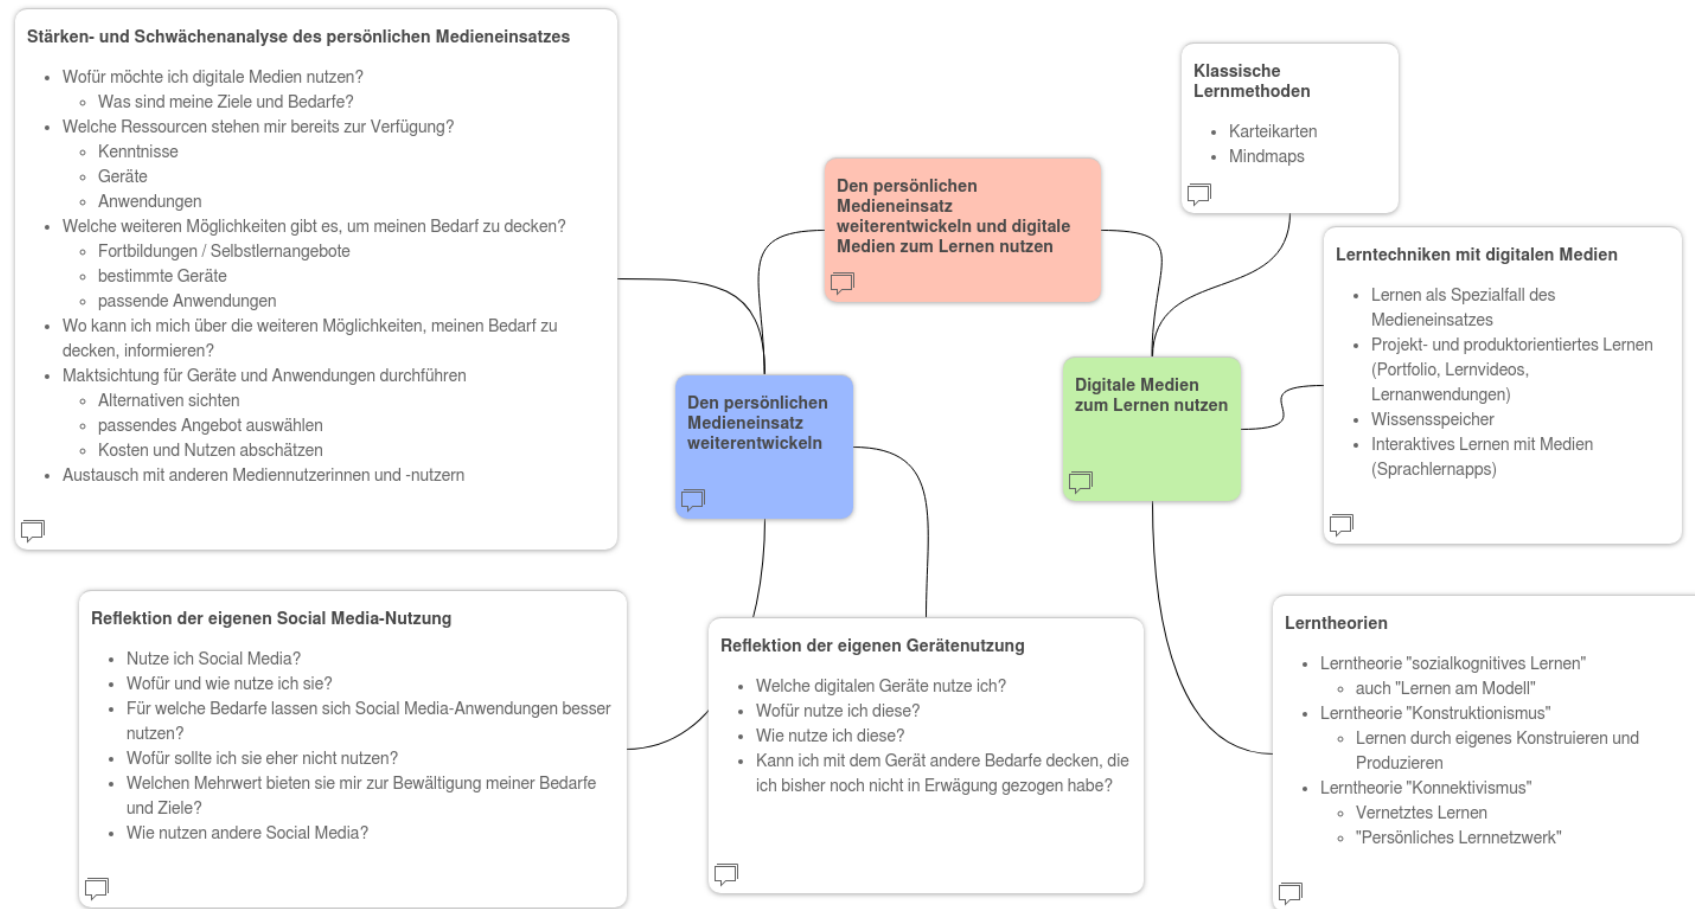 Stärken- und Schwächenanalyse des persönlichen Medieneinsatzes
Wofür möchte ich digitale Medien nutzen?
Was sind meine Ziele und Bedarfe?
Welche Ressourcen stehen mir bereits zur Verfügung?
Kenntnisse
Geräte
Anwendungen
Welche weiteren Möglichkeiten gibt es, um meinen Bedarf zu decken?
Fortbildungen / Selbstlernangebote
bestimmte Geräte
passende Anwendungen
Wo kann ich mich über die weiteren Möglichkeiten, meinen Bedarf zu
decken, informieren?
Maktsichtung für Geräte und Anwendungen durchführen
Alternativen sichten
passendes Angebot auswählen
Kosten und Nutzen abschätzen
Austausch mit anderen Mediennutzerinnen und -nutzern
Den persönlichen
Medieneinsatz
weiterentwickeln und digitale
Medien zum Lernen nutzen
Klassische
Lernmethoden
Karteikarten
Mindmaps
Lerntechniken mit digitalen Medien
Lernen als Spezialfall des
Medieneinsatzes
Projekt- und produktorientiertes Lernen
(Portfolio, Lernvideos,
Lernanwendungen)
Wissensspeicher
Interaktives Lernen mit Medien
(Sprachlernapps)
Den persönlichen
Medieneinsatz
weiterentwickeln
Digitale Medien
zum Lernen nutzen
Reflektion der eigenen Social Media-Nutzung
Nutze ich Social Media?
Wofür und wie nutze ich sie?
Für welche Bedarfe lassen sich Social Media-Anwendungen besser
nutzen?
Wofür sollte ich sie eher nicht nutzen?
Welchen Mehrwert bieten sie mir zur Bewältigung meiner Bedarfe
und Ziele?
Wie nutzen andere Social Media?
Reflektion der eigenen Gerätenutzung
Welche digitalen Geräte nutze ich?
Wofür nutze ich diese?
Wie nutze ich diese?
Kann ich mit dem Gerät andere Bedarfe decken, die
ich bisher noch nicht in Erwägung gezogen habe?
Lerntheorien
Lerntheorie "sozialkognitives Lernen"
auch "Lernen am Modell"
Lerntheorie "Konstruktionismus"
Lernen durch eigenes Konstruieren und
Produzieren
Lerntheorie "Konnektivismus"
Vernetztes Lernen
"Persönliches Lernnetzwerk"